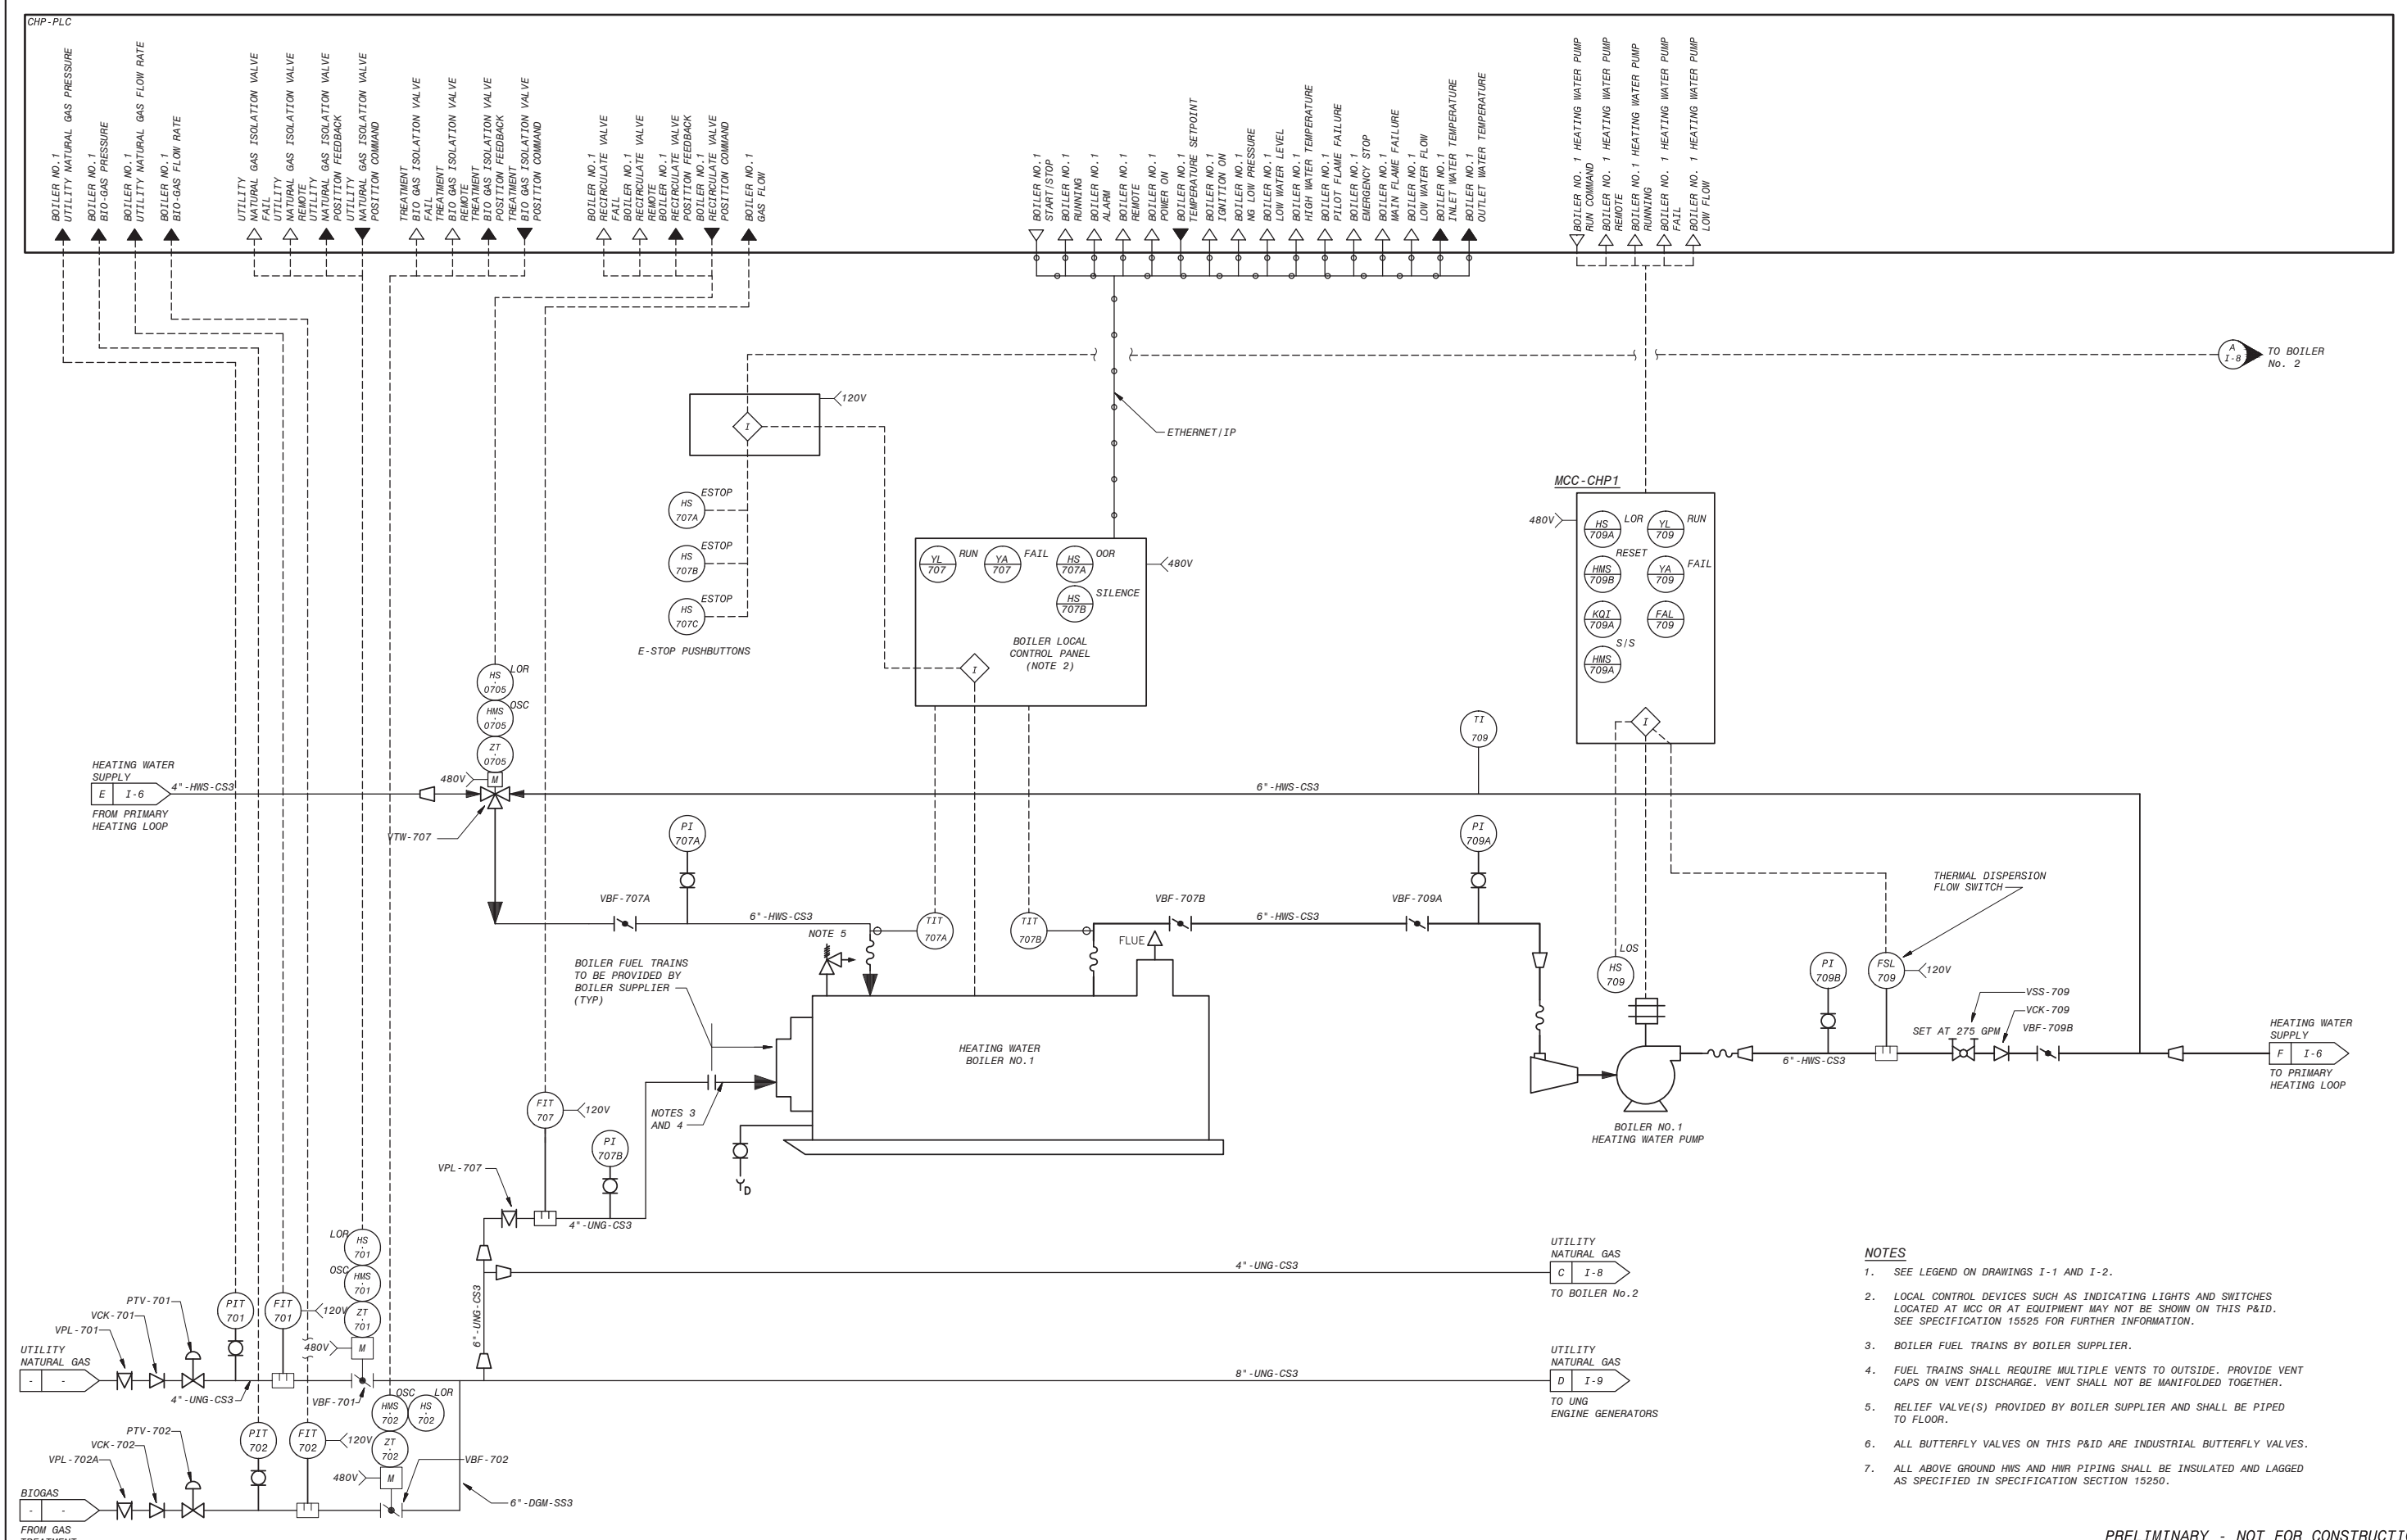 CHP-PLC
BOILER NO.1
UTILITY NATURAL GAS PRESSURE
BOILER NO.1
BIO-GAS PRESSURE
BOILER NO.1
UTILITY NATURAL GAS FLOW RATE
BOILER NO.1
BIO-GAS FLOW RATE
UTILITY
NATURAL GAS ISOLATION VALVE
FAIL
UTILITY
NATURAL GAS ISOLATION VALVE
REMOTE
UTILITY
NATURAL GAS ISOLATION VALVE
POSITION FEEDBACK
UTILITY
NATURAL GAS ISOLATION VALVE
POSITION COMMAND
TREATMENT
BIO GAS ISOLATION VALVE
FAIL
TREATMENT
BIO GAS ISOLATION VALVE
REMOTE
TREATMENT
BIO GAS ISOLATION VALVE
POSITION FEEDBACK
TREATMENT
BIO GAS ISOLATION VALVE
POSITION COMMAND
BOILER NO.1
RECIRCULATE VALVE
FAIL
BOILER NO.1
RECIRCULATE VALVE
REMOTE
BOILER NO.1
RECIRCULATE VALVE
POSITION FEEDBACK
BOILER NO.1
RECIRCULATE VALVE
POSITION COMMAND
BOILER NO.1
GAS FLOW
BOILER NO.1
START/STOP
BOILER NO.1
RUNNING
BOILER NO.1
ALARM
BOILER NO.1
REMOTE
BOILER NO.1
POWER ON
BOILER NO.1
TEMPERATURE SETPOINT
BOILER NO.1
IGNITION ON
BOILER NO.1
NG LOW PRESSURE
BOILER NO.1
LOW WATER LEVEL
BOILER NO.1
HIGH WATER TEMPERATURE
BOILER NO.1
PILOT FLAME FAILURE
BOILER NO.1
EMERGENCY STOP
BOILER NO.1
MAIN FLAME FAILURE
BOILER NO.1
LOW WATER FLOW
BOILER NO.1
INLET WATER TEMPERATURE
BOILER NO.1
OUTLET WATER TEMPERATURE
BOILER NO. 1 HEATING WATER PUMP
RUN COMMAND
BOILER NO. 1 HEATING WATER PUMP
REMOTE
BOILER NO.1 HEATING WATER PUMP
RUNNING
BOILER NO. 1 HEATING WATER PUMP
FAIL
BOILER NO. 1 HEATING WATER PUMP
LOW FLOW
A
I-8
TO BOILER
No. 2
120V
I
ETHERNET/IP
HS
707A
ESTOP
HS
707B
ESTOP
HS
707C
ESTOP
E-STOP PUSHBUTTONS
YL
707
RUN
YA
707
FAIL
HS
707A
OOR
HS
707B
SILENCE
480V
BOILER LOCAL
CONTROL PANEL
(NOTE 2)
I
MCC-CHP1
480V
HS
709A
LOR
YL
709
RUN
HMS
709B
RESET
YA
709
FAIL
KQI
709A
FAL
709
S/S
HMS
709A
I
HS
0705
LOR
HMS
0705
OSC
ZT
0705
480V
M
VTW-707
HEATING WATER
SUPPLY
E I-6
FROM PRIMARY
HEATING LOOP
4"-HWS-CS3
6"-HWS-CS3
TI
709
PI
707A
VBF-707A
6"-HWS-CS3
TIT
707A
TIT
707B
VBF-707B
6"-HWS-CS3
VBF-709A
PI
709A
NOTE 5
FLUE
BOILER FUEL TRAINS
TO BE PROVIDED BY
BOILER SUPPLIER
(TYP)
HEATING WATER
BOILER NO.1
NOTES 3
AND 4
D
LOS
HS
709
BOILER NO.1
HEATING WATER PUMP
PI
709B
FSL
709
120V
THERMAL DISPERSION
FLOW SWITCH
VSS-709
VCK-709
SET AT 275 GPM
VBF-709B
6"-HWS-CS3
HEATING WATER
SUPPLY
F I-6
TO PRIMARY
HEATING LOOP
FIT
707
120V
PI
707B
VPL-707
4"-UNG-CS3
6"-UNG-CS3
4"-UNG-CS3
UTILITY
NATURAL GAS
C I-8
TO BOILER No.2
8"-UNG-CS3
UTILITY
NATURAL GAS
D I-9
TO UNG
ENGINE GENERATORS
LOR
HS
701
OSC
HMS
701
ZT
701
480V
M
VBF-701
PIT
701
FIT
701
120V
PTV-701
VCK-701
VPL-701
UTILITY
NATURAL GAS
- -
4"-UNG-CS3
OSC
LOR
HMS
702
HS
702
ZT
702
480V
M
VBF-702
PIT
702
FIT
702
120V
PTV-702
VCK-702
VPL-702A
BIOGAS
- -
FROM GAS
TREATMENT
6"-DGM-SS3
NOTES
1. SEE LEGEND ON DRAWINGS I-1 AND I-2.
2. LOCAL CONTROL DEVICES SUCH AS INDICATING LIGHTS AND SWITCHES
LOCATED AT MCC OR AT EQUIPMENT MAY NOT BE SHOWN ON THIS P&ID.
SEE SPECIFICATION 15525 FOR FURTHER INFORMATION.
3. BOILER FUEL TRAINS BY BOILER SUPPLIER.
4. FUEL TRAINS SHALL REQUIRE MULTIPLE VENTS TO OUTSIDE. PROVIDE VENT
CAPS ON VENT DISCHARGE. VENT SHALL NOT BE MANIFOLDED TOGETHER.
5. RELIEF VALVE(S) PROVIDED BY BOILER SUPPLIER AND SHALL BE PIPED
TO FLOOR.
6. ALL BUTTERFLY VALVES ON THIS P&ID ARE INDUSTRIAL BUTTERFLY VALVES.
7. ALL ABOVE GROUND HWS AND HWR PIPING SHALL BE INSULATED AND LAGGED
AS SPECIFIED IN SPECIFICATION SECTION 15250.
PRELIMINARY - NOT FOR CONSTRUCTIO